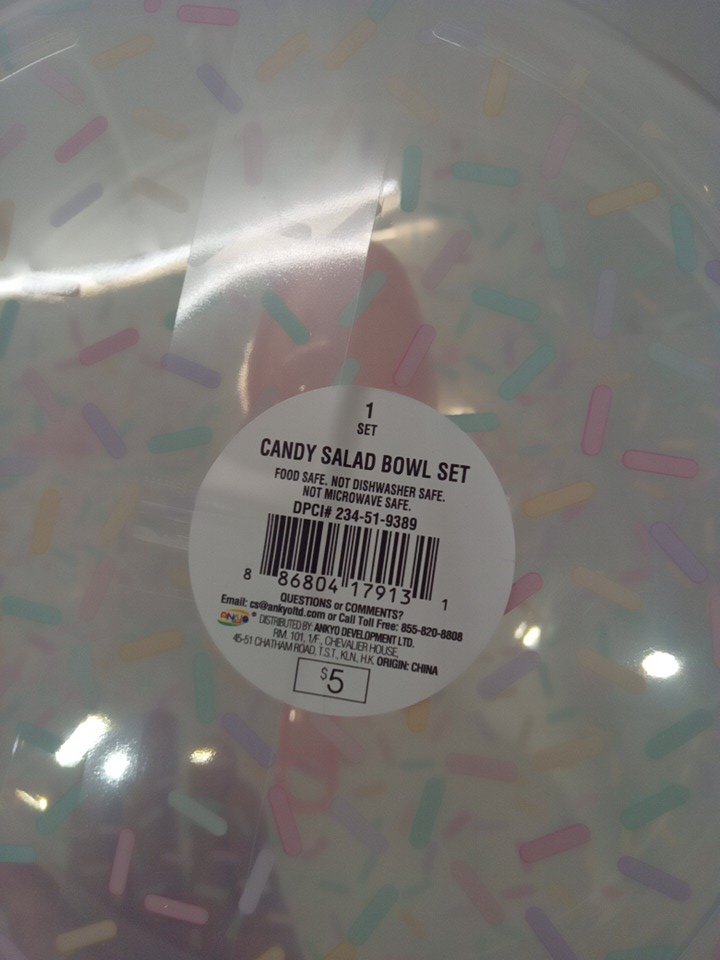 1
SET
CANDY SALAD BOWL SET
FOOD SAFE. NOT DISHWASHER SAFE.
NOT MICROWAVE SAFE.
DPCI# 234-51-9389
8 86804 17913 1
QUESTIONS or COMMENTS?
Email: cs@ankyoltd.com or Call Toll Free: 855-820-8808
ANKYO ® DISTRIBUTED BY: ANKYO DEVELOPMENT LTD.
RM. 101, 1/F., CHEVALIER HOUSE,
45-51 CHATHAM ROAD, T.S.T., KLN., H.K. ORIGIN: CHINA
$5